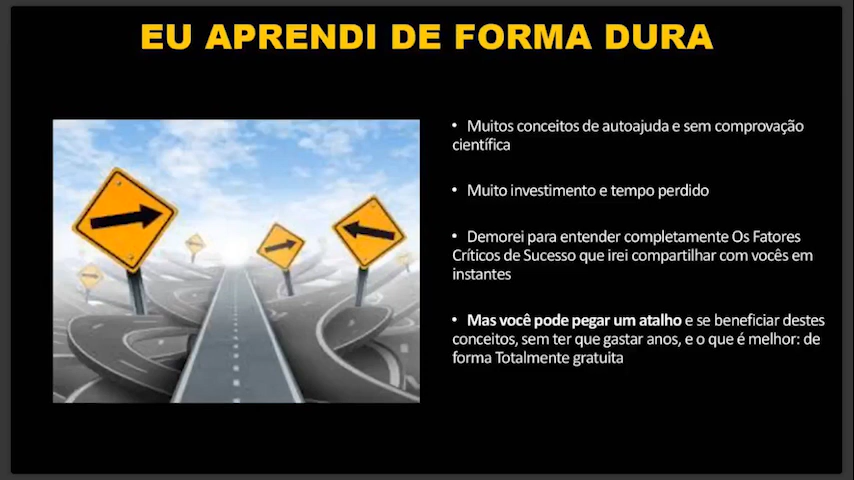 EU APRENDI DE FORMA DURA
• Muitos conceitos de autoajuda e sem comprovação
científica
• Muito investimento e tempo perdido
• Demorei para entender completamente Os Fatores
Críticos de Sucesso que irei compartilhar com vocês em
instantes
• Mas você pode pegar um atalho e se beneficiar destes
conceitos, sem ter que gastar anos, e o que é melhor: de
forma Totalmente gratuita